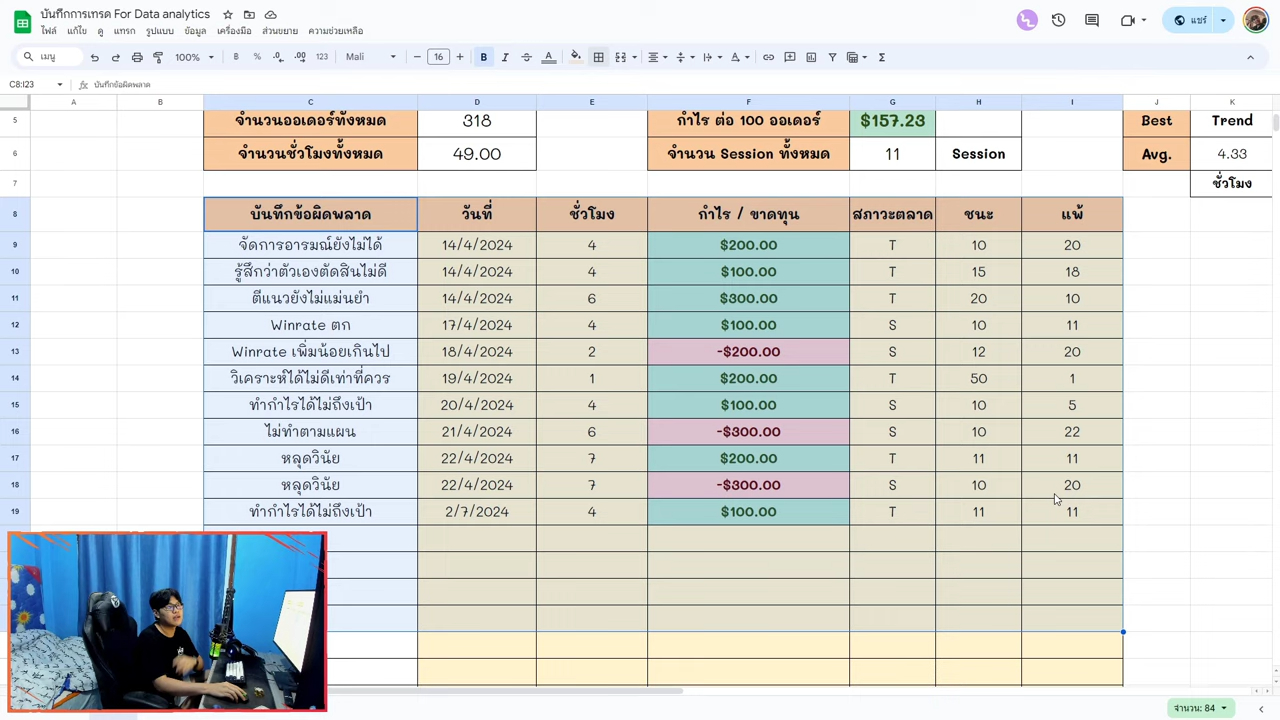 บันทึกการเทรด For Data analytics
ไฟล์ แก้ไข ดู แทรก รูปแบบ ข้อมูล เครื่องมือ ส่วนขยาย ความช่วยเหลือ
แชร์
เมนู 100% % .0 .00 123 Mali 16 B I A Σ
C8:I23 fx บันทึกข้อผิดพลาด
A B C D E F G H I J K
5 จำนวนออเดอร์ทั้งหมด 318 กำไร ต่อ 100 ออเดอร์ $157.23 Best Trend
6 จำนวนชั่วโมงทั้งหมด 49.00 จำนวน Session ทั้งหมด 11 Session Avg. 4.33
7 ชั่วโมง
8 บันทึกข้อผิดพลาด วันที่ ชั่วโมง กำไร / ขาดทุน สภาวะตลาด ชนะ แพ้
9 จัดการอารมณ์ยังไม่ได้ 14/4/2024 4 $200.00 T 10 20
10 รู้สึกว่าตัวเองตัดสินไม่ดี 14/4/2024 4 $100.00 T 15 18
11 ตีแนวยังไม่แม่นยำ 14/4/2024 6 $300.00 T 20 10
12 Winrate ตก 17/4/2024 4 $100.00 S 10 11
13 Winrate เพิ่มน้อยเกินไป 18/4/2024 2 -$200.00 S 12 20
14 วิเคราะห์ได้ไม่ดีเท่าที่ควร 19/4/2024 1 $200.00 T 50 1
15 ทำกำไรได้ไม่ถึงเป้า 20/4/2024 4 $100.00 S 10 5
16 ไม่ทำตามแผน 21/4/2024 6 -$300.00 S 10 22
17 หลุดวินัย 22/4/2024 7 $200.00 T 11 11
18 หลุดวินัย 22/4/2024 7 -$300.00 S 10 20
19 ทำกำไรได้ไม่ถึงเป้า 2/7/2024 4 $100.00 T 11 11
จำนวน: 84